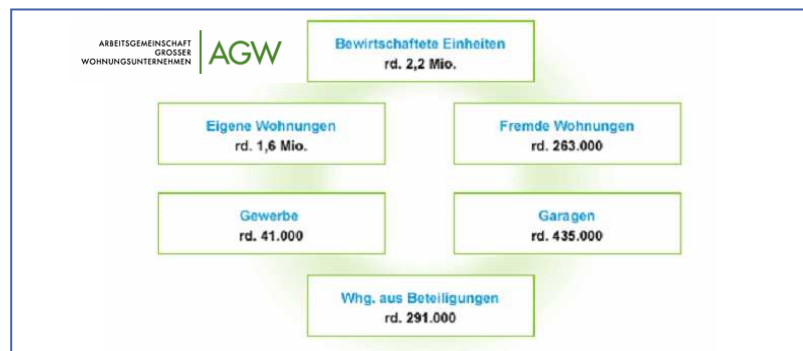 ARBEITSGEMEINSCHAFT
GROSSER
WOHNUNGSUNTERNEHMEN
AGW
Bewirtschaftete Einheiten
rd. 2,2 Mio.
Eigene Wohnungen
rd. 1,6 Mio.
Fremde Wohnungen
rd. 263.000
Gewerbe
rd. 41.000
Garagen
rd. 435.000
Whg. aus Beteiligungen
rd. 291.000